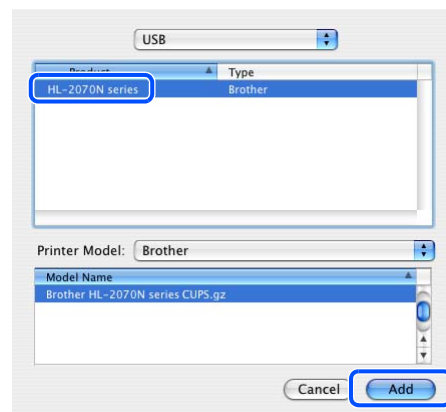 USB
Product Type
HL-2070N series Brother
Printer Model: Brother
Model Name
Brother HL-2070N series CUPS.gz
Cancel Add